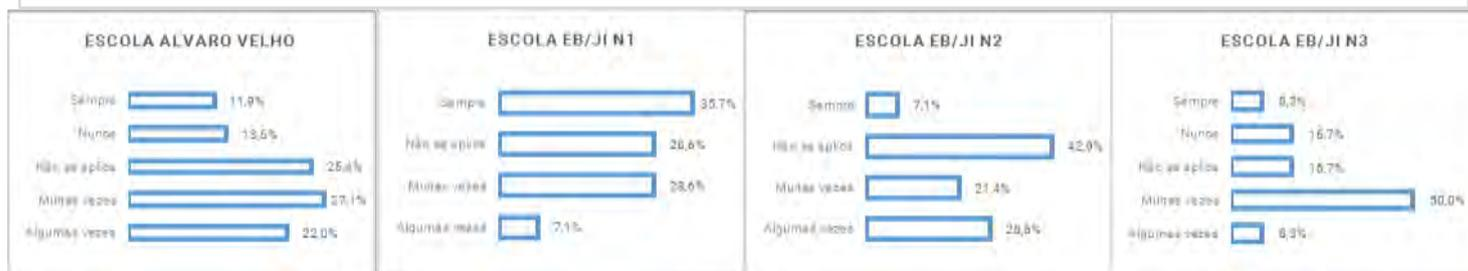 ESCOLA ALVARO VELHO
Sempre 11,9%
Nunca 13,6%
Não se aplica 25,4%
Muitas vezes 27,1%
Algumas vezes 22,0%
ESCOLA EB/JI N1
Sempre 35,7%
Não se aplica 28,6%
Muitas vezes 28,6%
Algumas vezes 7,1%
ESCOLA EB/JI N2
Sempre 7,1%
Não se aplica 42,9%
Muitas vezes 21,4%
Algumas vezes 28,6%
ESCOLA EB/JI N3
Sempre 8,3%
Nunca 16,7%
Não se aplica 16,7%
Muitas vezes 50,0%
Algumas vezes 8,3%